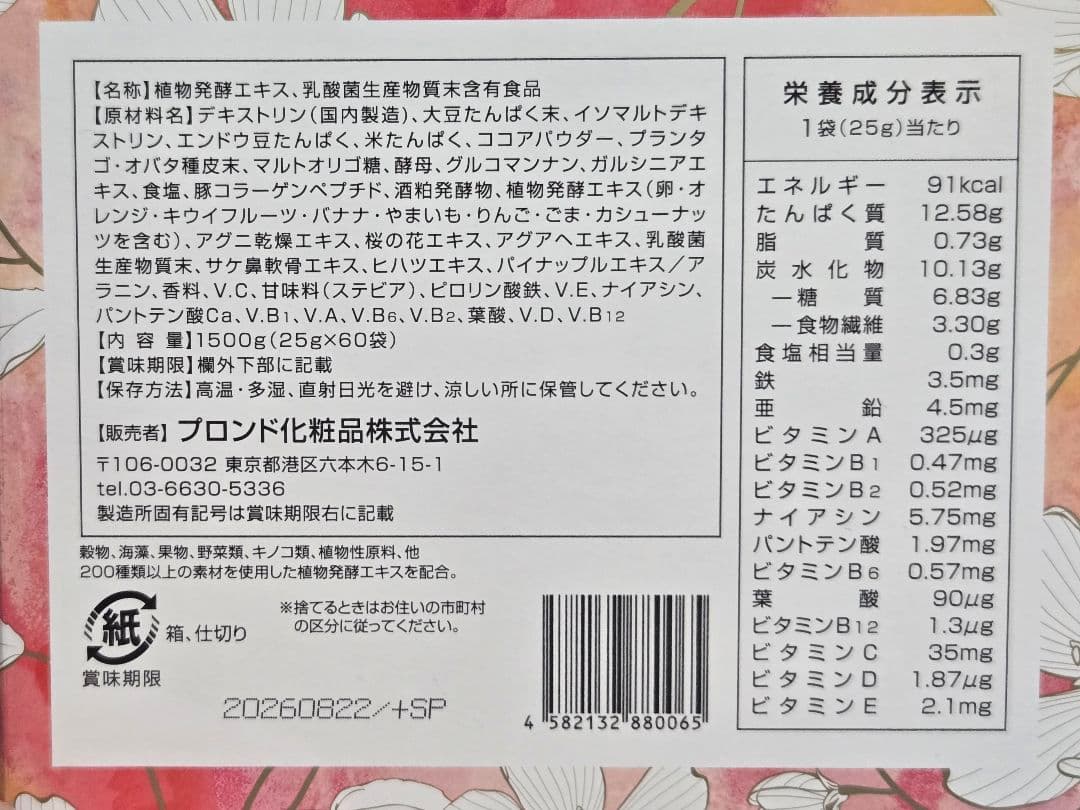 【名称】植物発酵エキス、乳酸菌生産物質末含有食品
【原材料名】デキストリン(国内製造)、大豆たんぱく末、イソマルトデキ
ストリン、エンドウ豆たんぱく、米たんぱく、ココアパウダー、プランタ
ゴ・オバタ種皮末、マルトオリゴ糖、酵母、グルコマンナン、ガルシニアエ
キス、食塩、豚コラーゲンペプチド、酒粕発酵物、植物発酵エキス(卵・オ
レンジ・キウイフルーツ・バナナ・やまいも・りんご・ごま・カシューナッ
ツを含む)、アグニ乾燥エキス、桜の花エキス、アグアヘエキス、乳酸菌
生産物質末、サケ鼻軟骨エキス、ヒハツエキス、パイナップルエキス/ア
ラニン、香料、V.C、甘味料(ステビア)、ピロリン酸鉄、V.E、ナイアシン、
パントテン酸Ca、V.B1、V.A、V.B6、V.B2、葉酸、V.D、V.B12
【内 容 量】1500g(25g×60袋)
【賞味期限】欄外下部に記載
【保存方法】高温・多湿、直射日光を避け、涼しい所に保管してください。
【販売者】プロンド化粧品株式会社
〒106-0032 東京都港区六本木6-15-1
tel.03-6630-5336
製造所固有記号は賞味期限右に記載
穀物、海藻、果物、野菜類、キノコ類、植物性原料、他
200種類以上の素材を使用した植物発酵エキスを配合。
紙 箱、仕切り
※捨てるときはお住いの市町村
の区分に従ってください。
賞味期限
20260822/+SP
4 582132 880065
栄養成分表示
1袋(25g)当たり
エネルギー 91kcal
たんぱく質 12.58g
脂質 0.73g
炭水化物 10.13g
―糖質 6.83g
―食物繊維 3.30g
食塩相当量 0.3g
鉄 3.5mg
亜鉛 4.5mg
ビタミンA 325μg
ビタミンB1 0.47mg
ビタミンB2 0.52mg
ナイアシン 5.75mg
パントテン酸 1.97mg
ビタミンB6 0.57mg
葉酸 90μg
ビタミンB12 1.3μg
ビタミンC 35mg
ビタミンD 1.87μg
ビタミンE 2.1mg